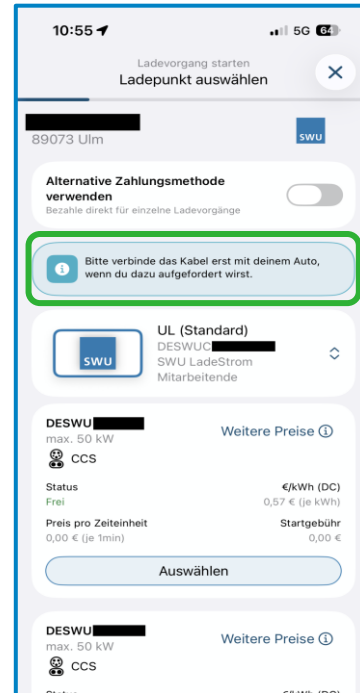 10:55
5G 64
Ladevorgang starten
Ladepunkt auswählen
89073 Ulm
SWU
Alternative Zahlungsmethode
verwenden
Bezahle direkt für einzelne Ladevorgänge
Bitte verbinde das Kabel erst mit deinem Auto,
wenn du dazu aufgefordert wirst.
UL (Standard)
DESWUC
SWU
SWU LadeStrom
Mitarbeitende
DESWU
Weitere Preise
max. 50 kW
CCS
Status €/kWh (DC)
Frei 0,57 € (je kWh)
Preis pro Zeiteinheit Startgebühr
0,00 € (je 1min) 0,00 €
Auswählen
DESWU
Weitere Preise
max. 50 kW
CCS
Status €/kWh (DC)